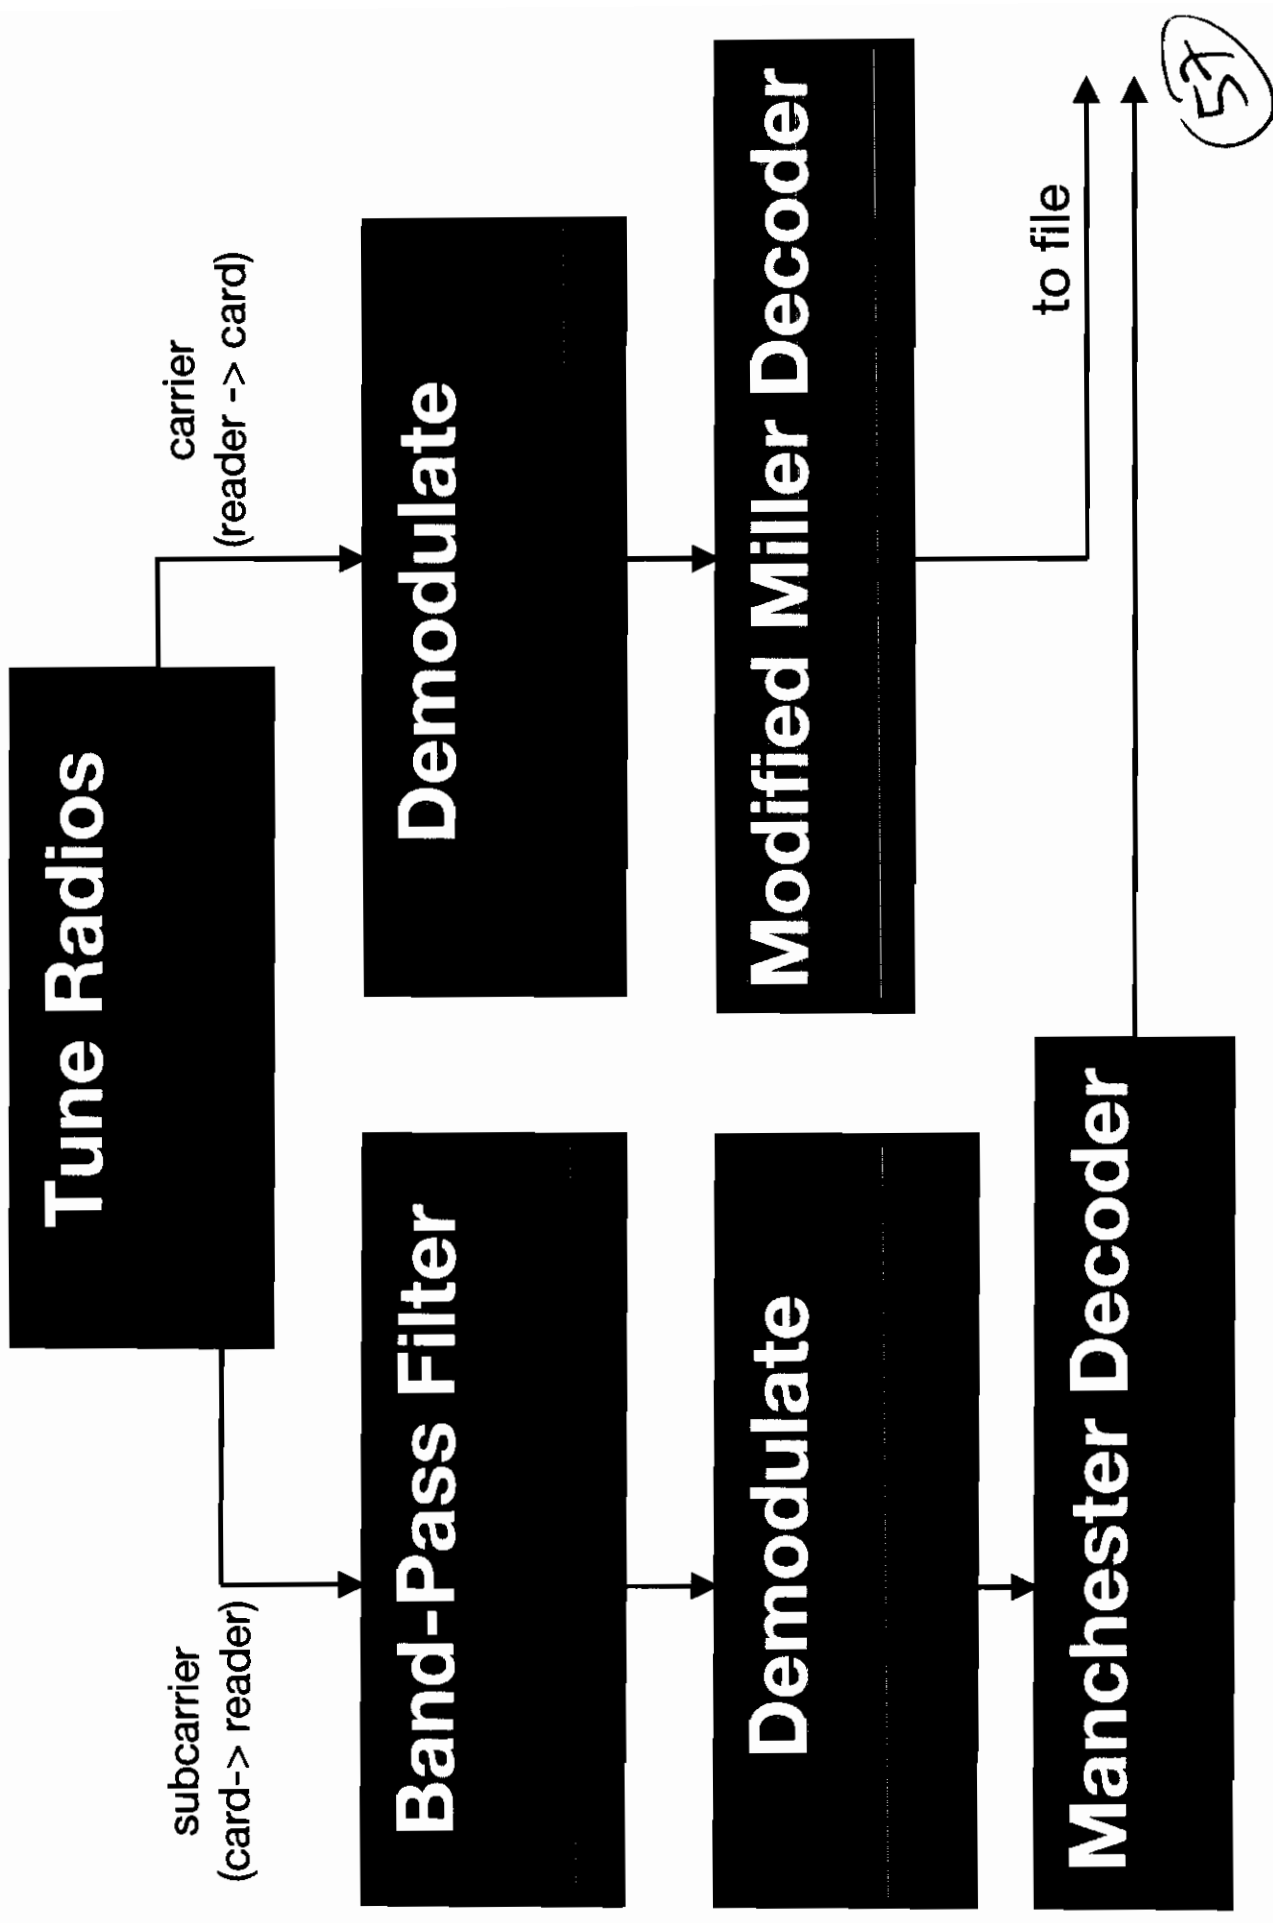 Tune Radios
subcarrier
(card-> reader)
carrier
(reader -> card)
Band-Pass Filter
Demodulate
Demodulate
Modified Miller Decoder
Manchester Decoder
to file
57